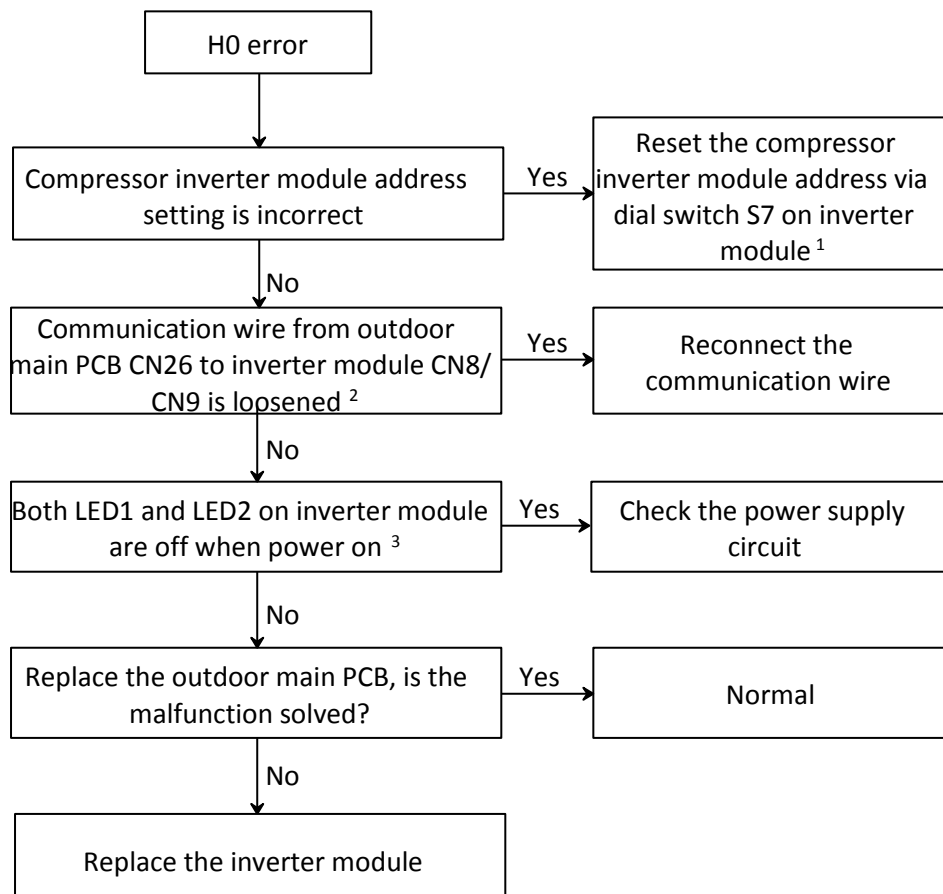 H0 error
Compressor inverter module address
setting is incorrect
Yes
Reset the compressor
inverter module address via
dial switch S7 on inverter
module 1
No
Communication wire from outdoor
main PCB CN26 to inverter module CN8/
CN9 is loosened 2
Yes
Reconnect the
communication wire
No
Both LED1 and LED2 on inverter module
are off when power on 3
Yes
Check the power supply
circuit
No
Replace the outdoor main PCB, is the
malfunction solved?
Yes
Normal
No
Replace the inverter module